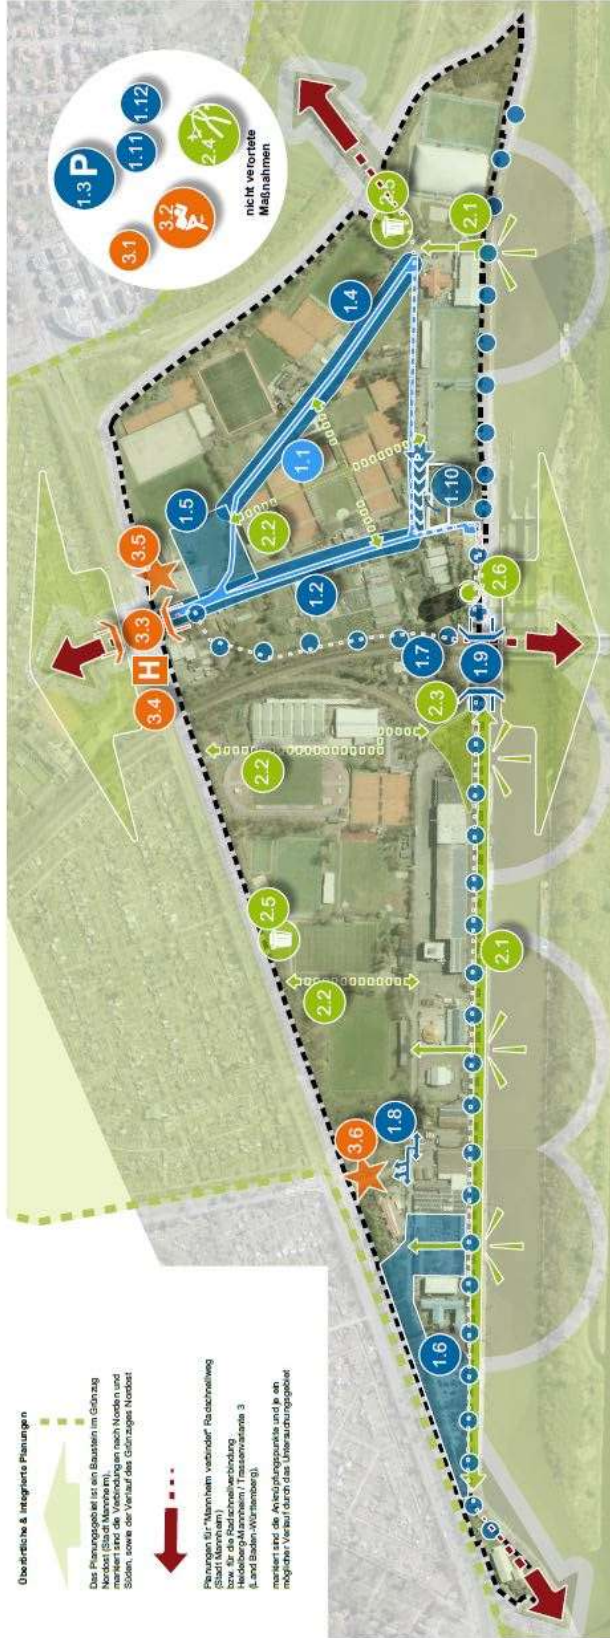 Überörtliche & Integrierte Planungen
Das Planungsgebiet ist ein Baustein im Grünzug
Nordost (Stadt Mannheim).
markiert sind die Verbindungen nach Norden und
Süden, sowie der Verlauf des Grünzuges Nordost
Planungen für "Mannheim verbindet" Radschnellweg
(Stadt Mannheim)
bzw. für die Radschnellverbindung
Heidelberg-Mannheim / Trassenvariante 3
(Land Baden-Württemberg).
markiert sind die Anknüpfungspunkte und je ein
möglicher Verlauf durch das Untersuchungsgebiet
3.6
1.8
1.6
2.5
2.2
2.1
2.2
2.3
3.4
H
3.3
3.5
1.5
2.2
1.2
1.7
1.9
2.6
1.1
1.4
1.10
P
2.5
2.1
3.1
3.2
1.3 P
1.11
1.12
2.4
nicht verortete
Maßnahmen